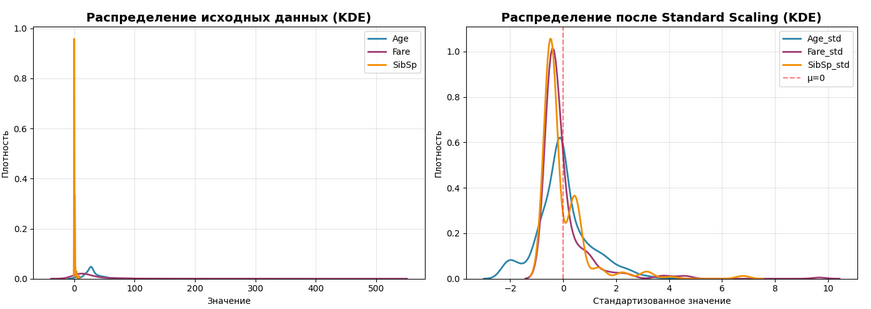 Распределение исходных данных (KDE)
1.0
0.8
0.6
0.4
0.2
0.0
Плотность
Age
Fare
SibSp
0
100
200
300
400
500
Значение
Распределение после Standard Scaling (KDE)
1.0
0.8
0.6
0.4
0.2
0.0
Плотность
Age_std
Fare_std
SibSp_std
μ=0
−2
0
2
4
6
8
10
Стандартизованное значение